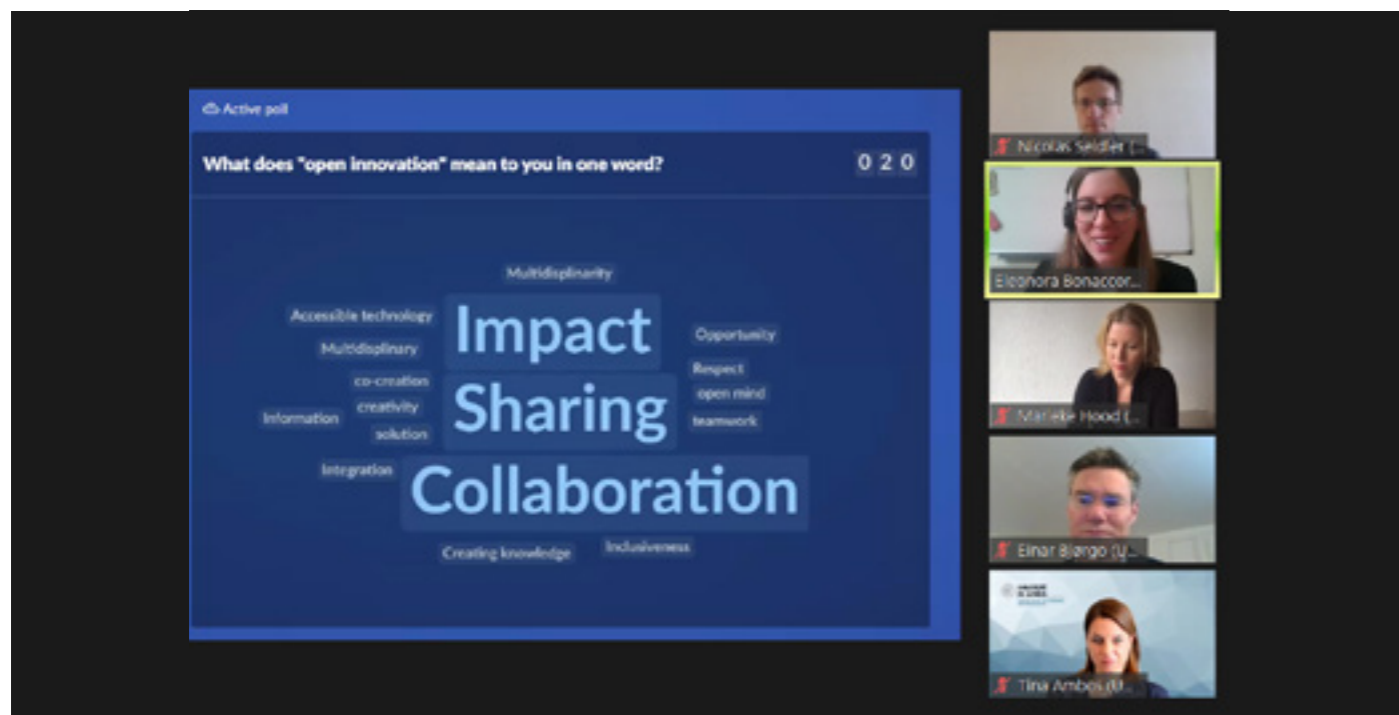 Active poll
What does "open innovation" mean to you in one word?
0 2 0
Multidisplinarity
Accessible technology
Impact
Opportunity
Multidisplinary
Respect
co-creation
Sharing
open mind
creativity
Information
teamwork
solution
Integration
Collaboration
Creating knowledge
Inclusiveness
Nicolas Seidler (...
Eleonora Bonaccor...
Marieke Hood (...
Einar Bjørgo (U...
Tina Ambos (U...